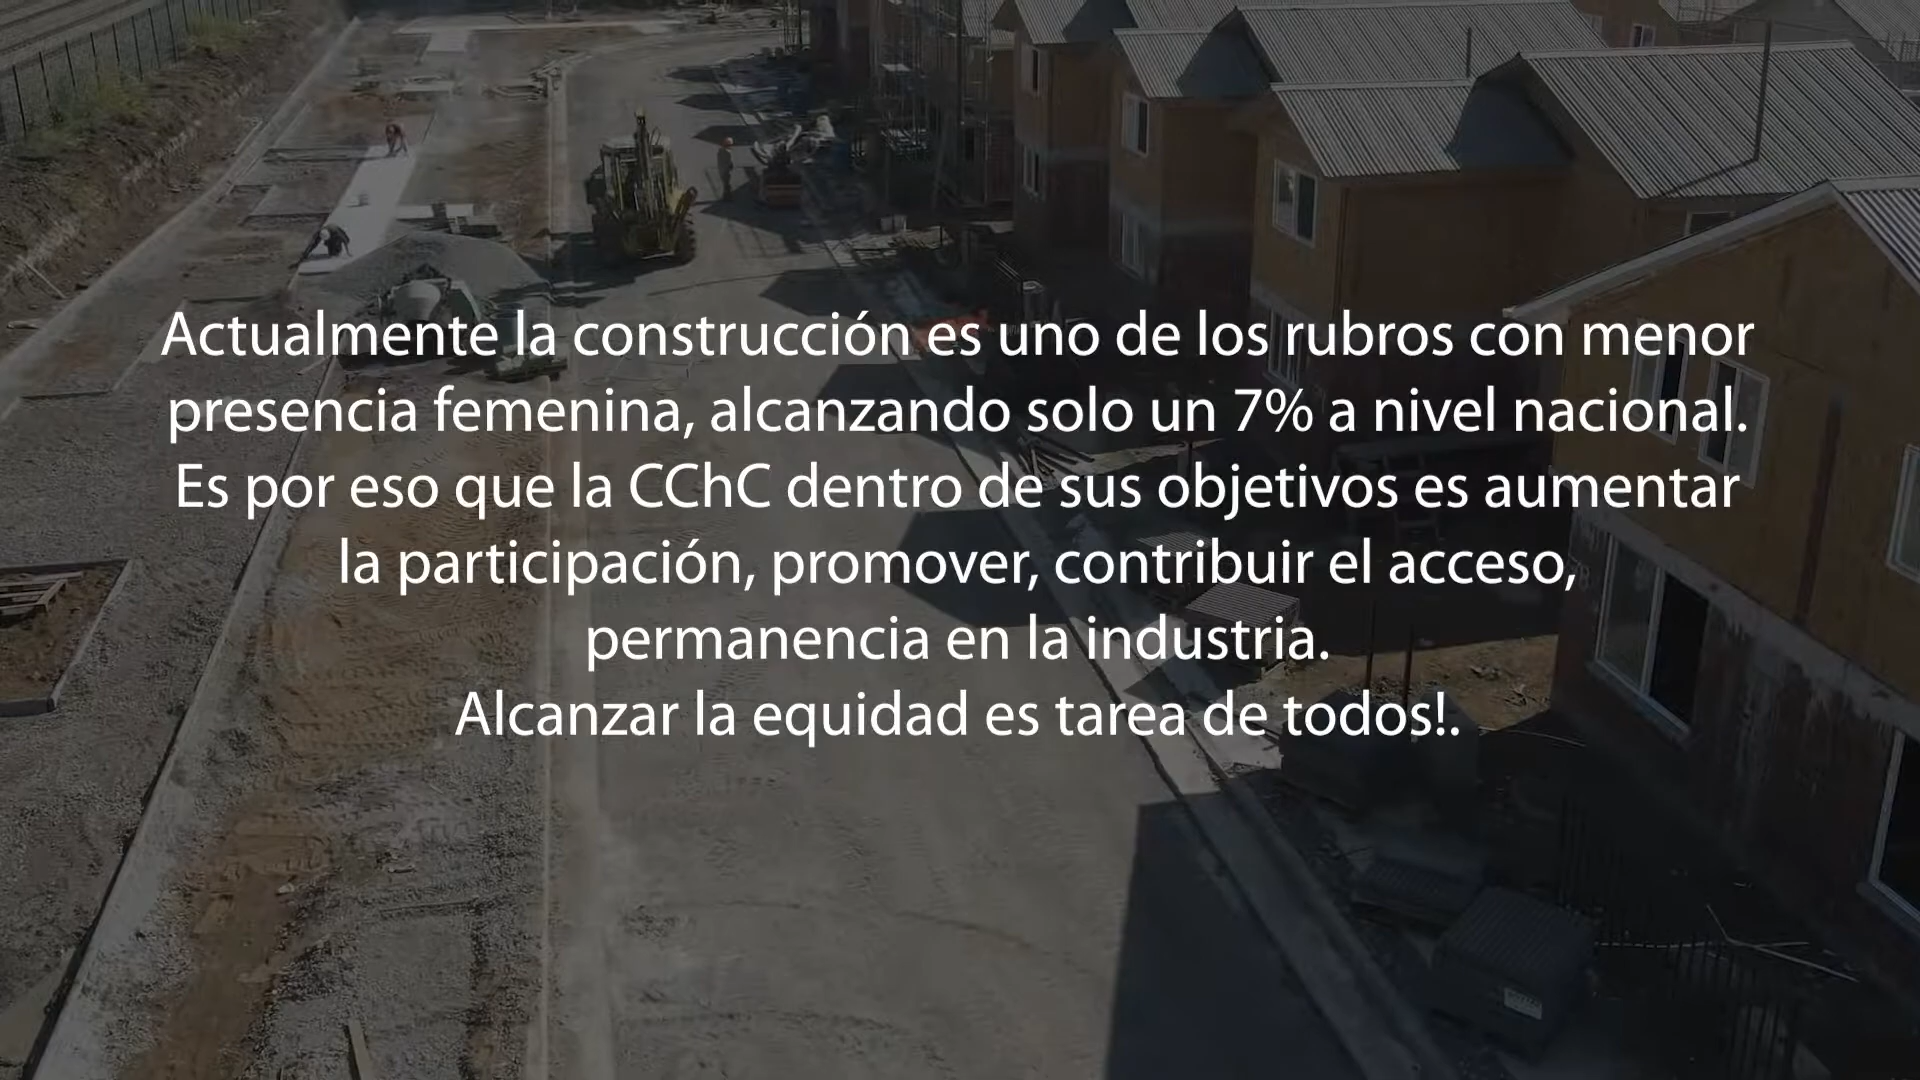 Actualmente la construcción es uno de los rubros con menor
presencia femenina, alcanzando solo un 7% a nivel nacional.
Es por eso que la CChC dentro de sus objetivos es aumentar
la participación, promover, contribuir el acceso,
permanencia en la industria.
Alcanzar la equidad es tarea de todos!.